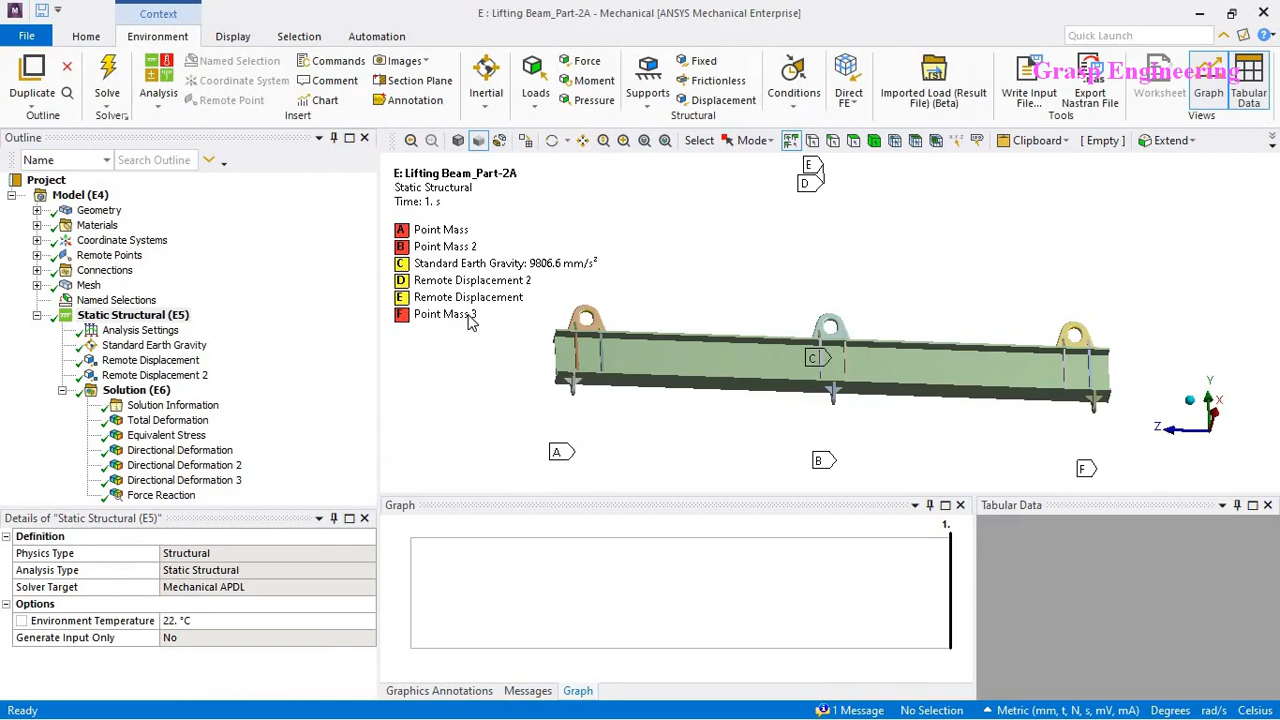 Context
E : Lifting Beam_Part-2A - Mechanical [ANSYS Mechanical Enterprise]
File
Home
Environment
Display
Selection
Automation
Quick Launch
Duplicate
Outline
Solve
Solvers
Analysis
Named Selection
Coordinate System
Remote Point
Commands
Comment
Chart
Images
Section Plane
Annotation
Insert
Inertial
Loads
Force
Moment
Pressure
Supports
Fixed
Frictionless
Displacement
Structural
Conditions
Direct
FE
Imported Load (Result
File) (Beta)
Write Input
File...
Export
Nastran File
Tools
Worksheet
Graph
Tabular
Data
Views
Grasp Engineering
Outline
Name
Search Outline
Select
Mode
Clipboard
[ Empty ]
Extend
Project
Model (E4)
Geometry
Materials
Coordinate Systems
Remote Points
Connections
Mesh
Named Selections
Static Structural (E5)
Analysis Settings
Standard Earth Gravity
Remote Displacement
Remote Displacement 2
Solution (E6)
Solution Information
Total Deformation
Equivalent Stress
Directional Deformation
Directional Deformation 2
Directional Deformation 3
Force Reaction
E: Lifting Beam_Part-2A
Static Structural
Time: 1. s
A Point Mass
B Point Mass 2
C Standard Earth Gravity: 9806.6 mm/s²
D Remote Displacement 2
E Remote Displacement
F Point Mass 3
E
D
C
A
B
F
Y
X
Z
Details of "Static Structural (E5)"
Definition
Physics Type Structural
Analysis Type Static Structural
Solver Target Mechanical APDL
Options
Environment Temperature 22. °C
Generate Input Only No
Graph
1.
Tabular Data
Graphics Annotations
Messages
Graph
Ready
1 Message
No Selection
Metric (mm, t, N, s, mV, mA)
Degrees
rad/s
Celsius